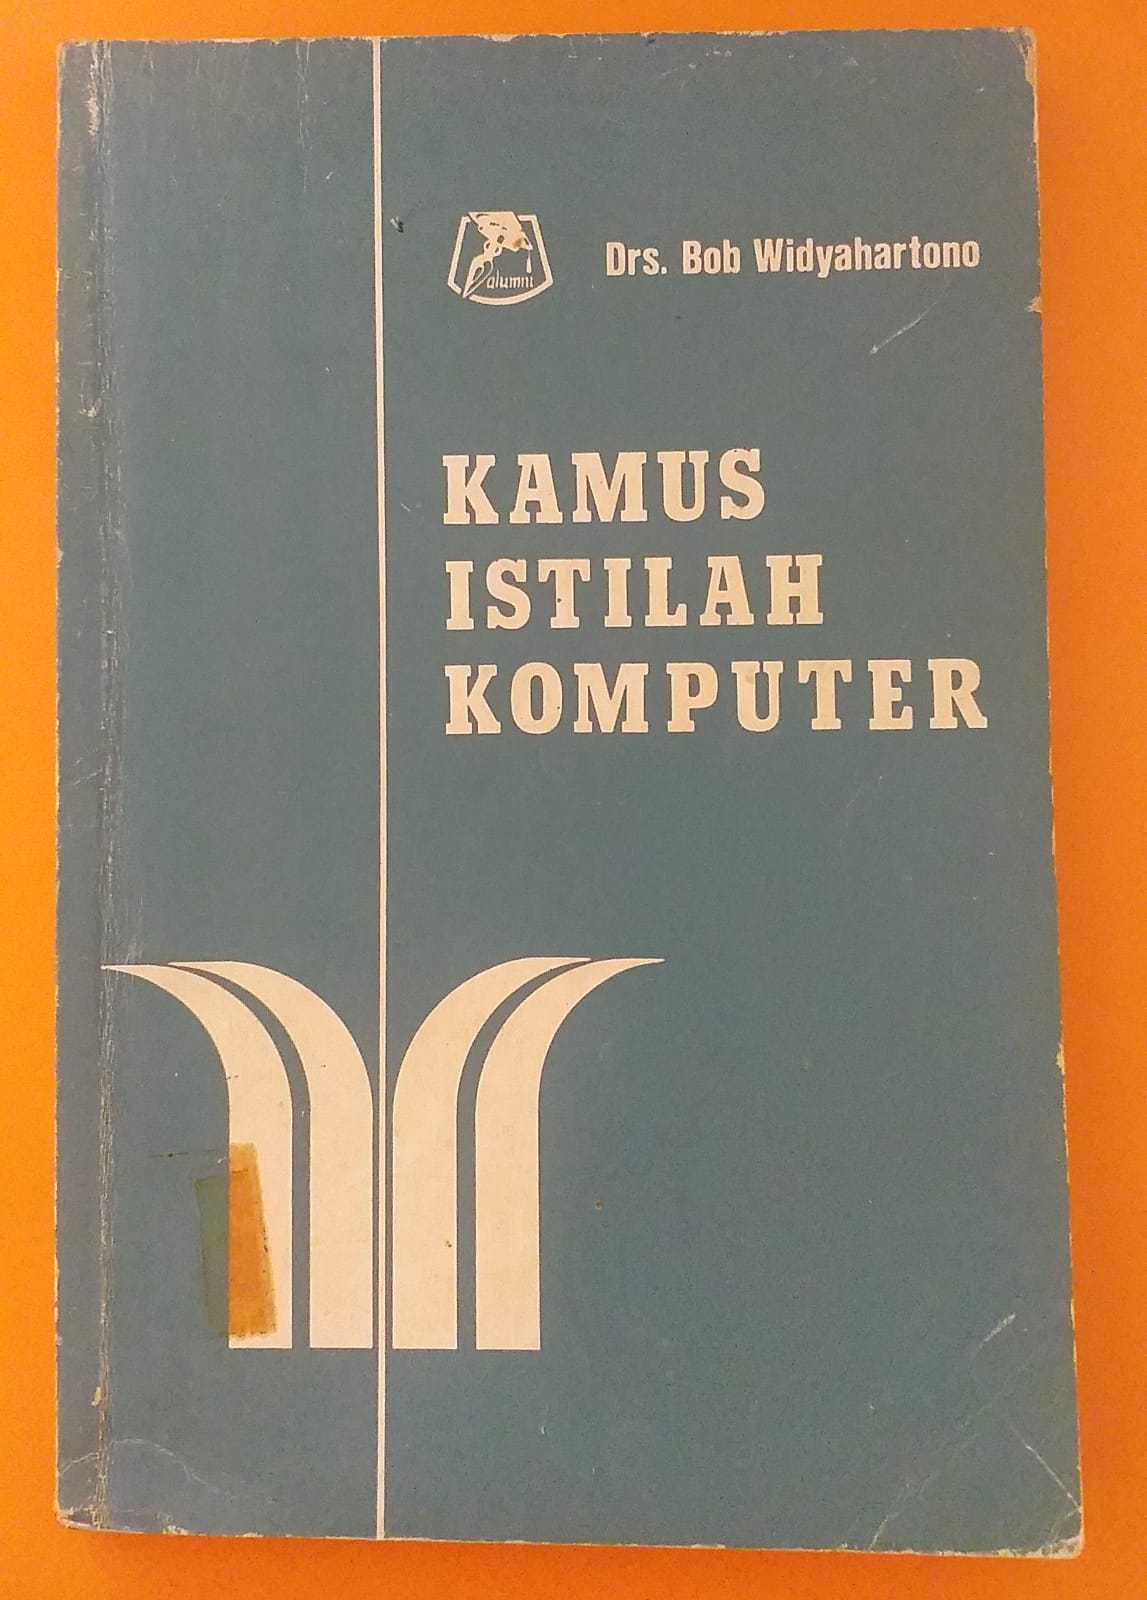 alumni
Drs. Bob Widyahartono
KAMUS
ISTILAH
KOMPUTER